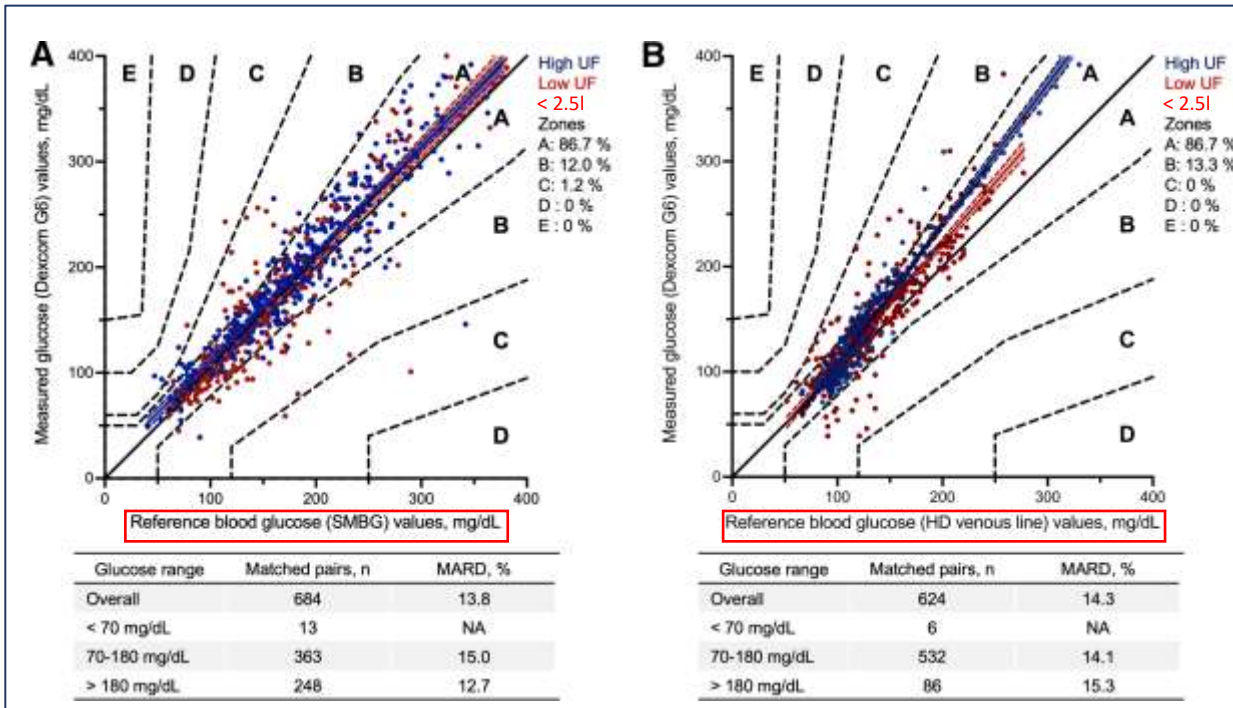 A
400
300
200
100
0
0
100
200
300
400
Measured glucose (Dexcom G6) values, mg/dL
E
D
C
B
A
A
B
C
D
High UF
Low UF
< 2.5l
Zones
A: 86.7 %
B: 12.0 %
C: 1.2 %
D : 0 %
E : 0 %
Reference blood glucose (SMBG) values, mg/dL
Glucose range Matched pairs, n MARD, %
Overall 684 13.8
< 70 mg/dL 13 NA
70-180 mg/dL 363 15.0
> 180 mg/dL 248 12.7
B
400
300
200
100
0
0
100
200
300
400
Measured glucose (Dexcom G6) values, mg/dL
E
D
C
B
A
A
B
C
D
High UF
Low UF
< 2.5l
Zones
A: 86.7 %
B: 13.3 %
C: 0 %
D : 0 %
E : 0 %
Reference blood glucose (HD venous line) values, mg/dL
Glucose range Matched pairs, n MARD, %
Overall 624 14.3
< 70 mg/dL 6 NA
70-180 mg/dL 532 14.1
> 180 mg/dL 86 15.3